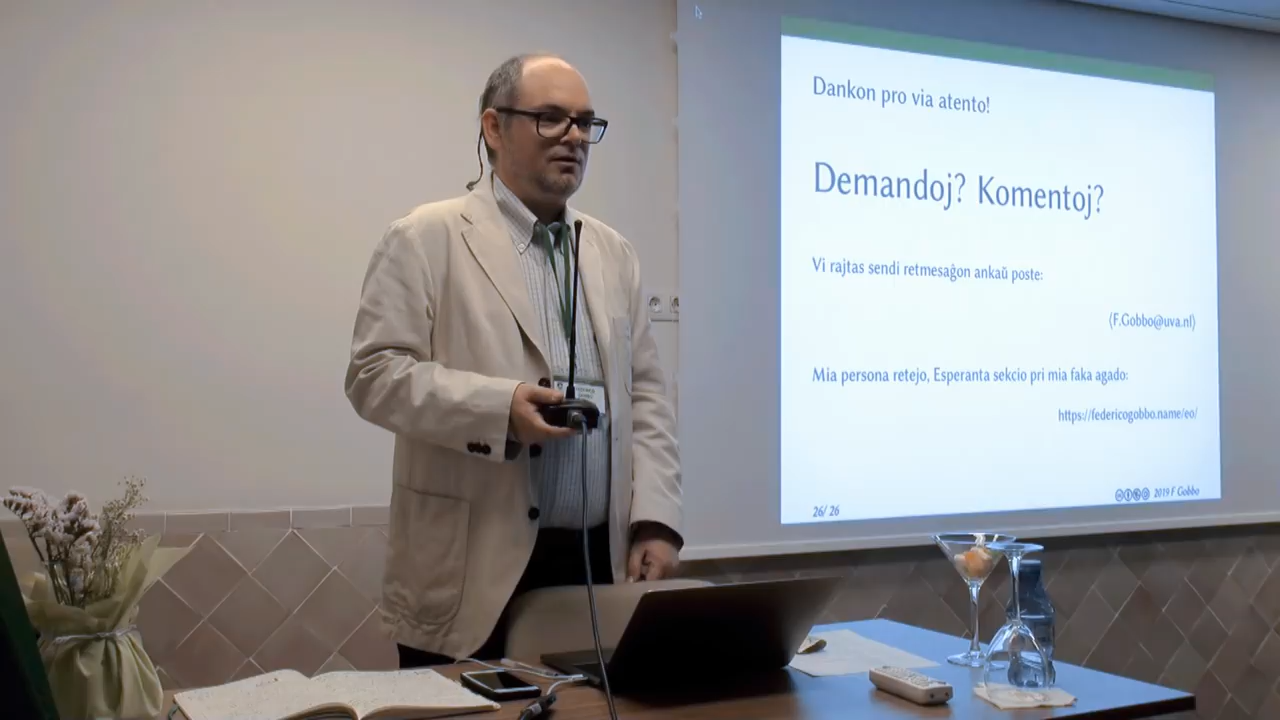 Dankon pro via atento!
Demandoj? Komentoj?
Vi rajtas sendi retmesaĝon ankaŭ poste:
⟨F.Gobbo@uva.nl⟩
Mia persona retejo, Esperanta sekcio pri mia faka agado:
https://federicogobbo.name/eo/
2019 F Gobbo
26/ 26